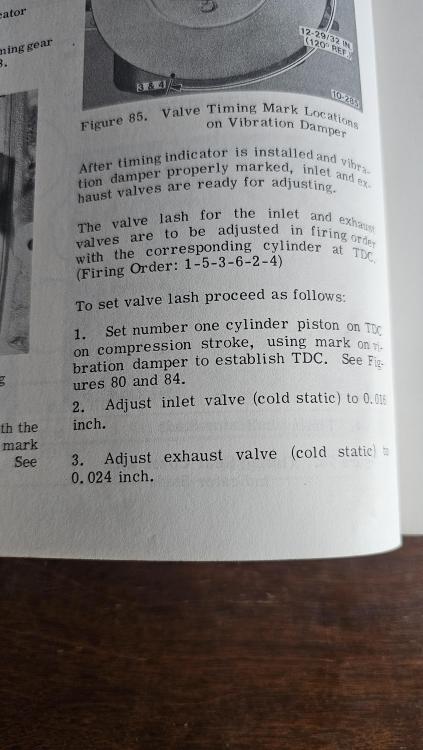 cator
ming gear
3.
g
th the
mark
See
12-29/32 IN.
(120° REF.)
3 & 4
10-285
Figure 85. Valve Timing Mark Locations
on Vibration Damper
After timing indicator is installed and vibra-
tion damper properly marked, inlet and ex-
haust valves are ready for adjusting.
The valve lash for the inlet and exhaust
valves are to be adjusted in firing order
with the corresponding cylinder at TDC.
(Firing Order: 1-5-3-6-2-4)
To set valve lash proceed as follows:
1. Set number one cylinder piston on TDC
on compression stroke, using mark on vi-
bration damper to establish TDC. See Fig-
ures 80 and 84.
2. Adjust inlet valve (cold static) to 0.016
inch.
3. Adjust exhaust valve (cold static) to
0.024 inch.